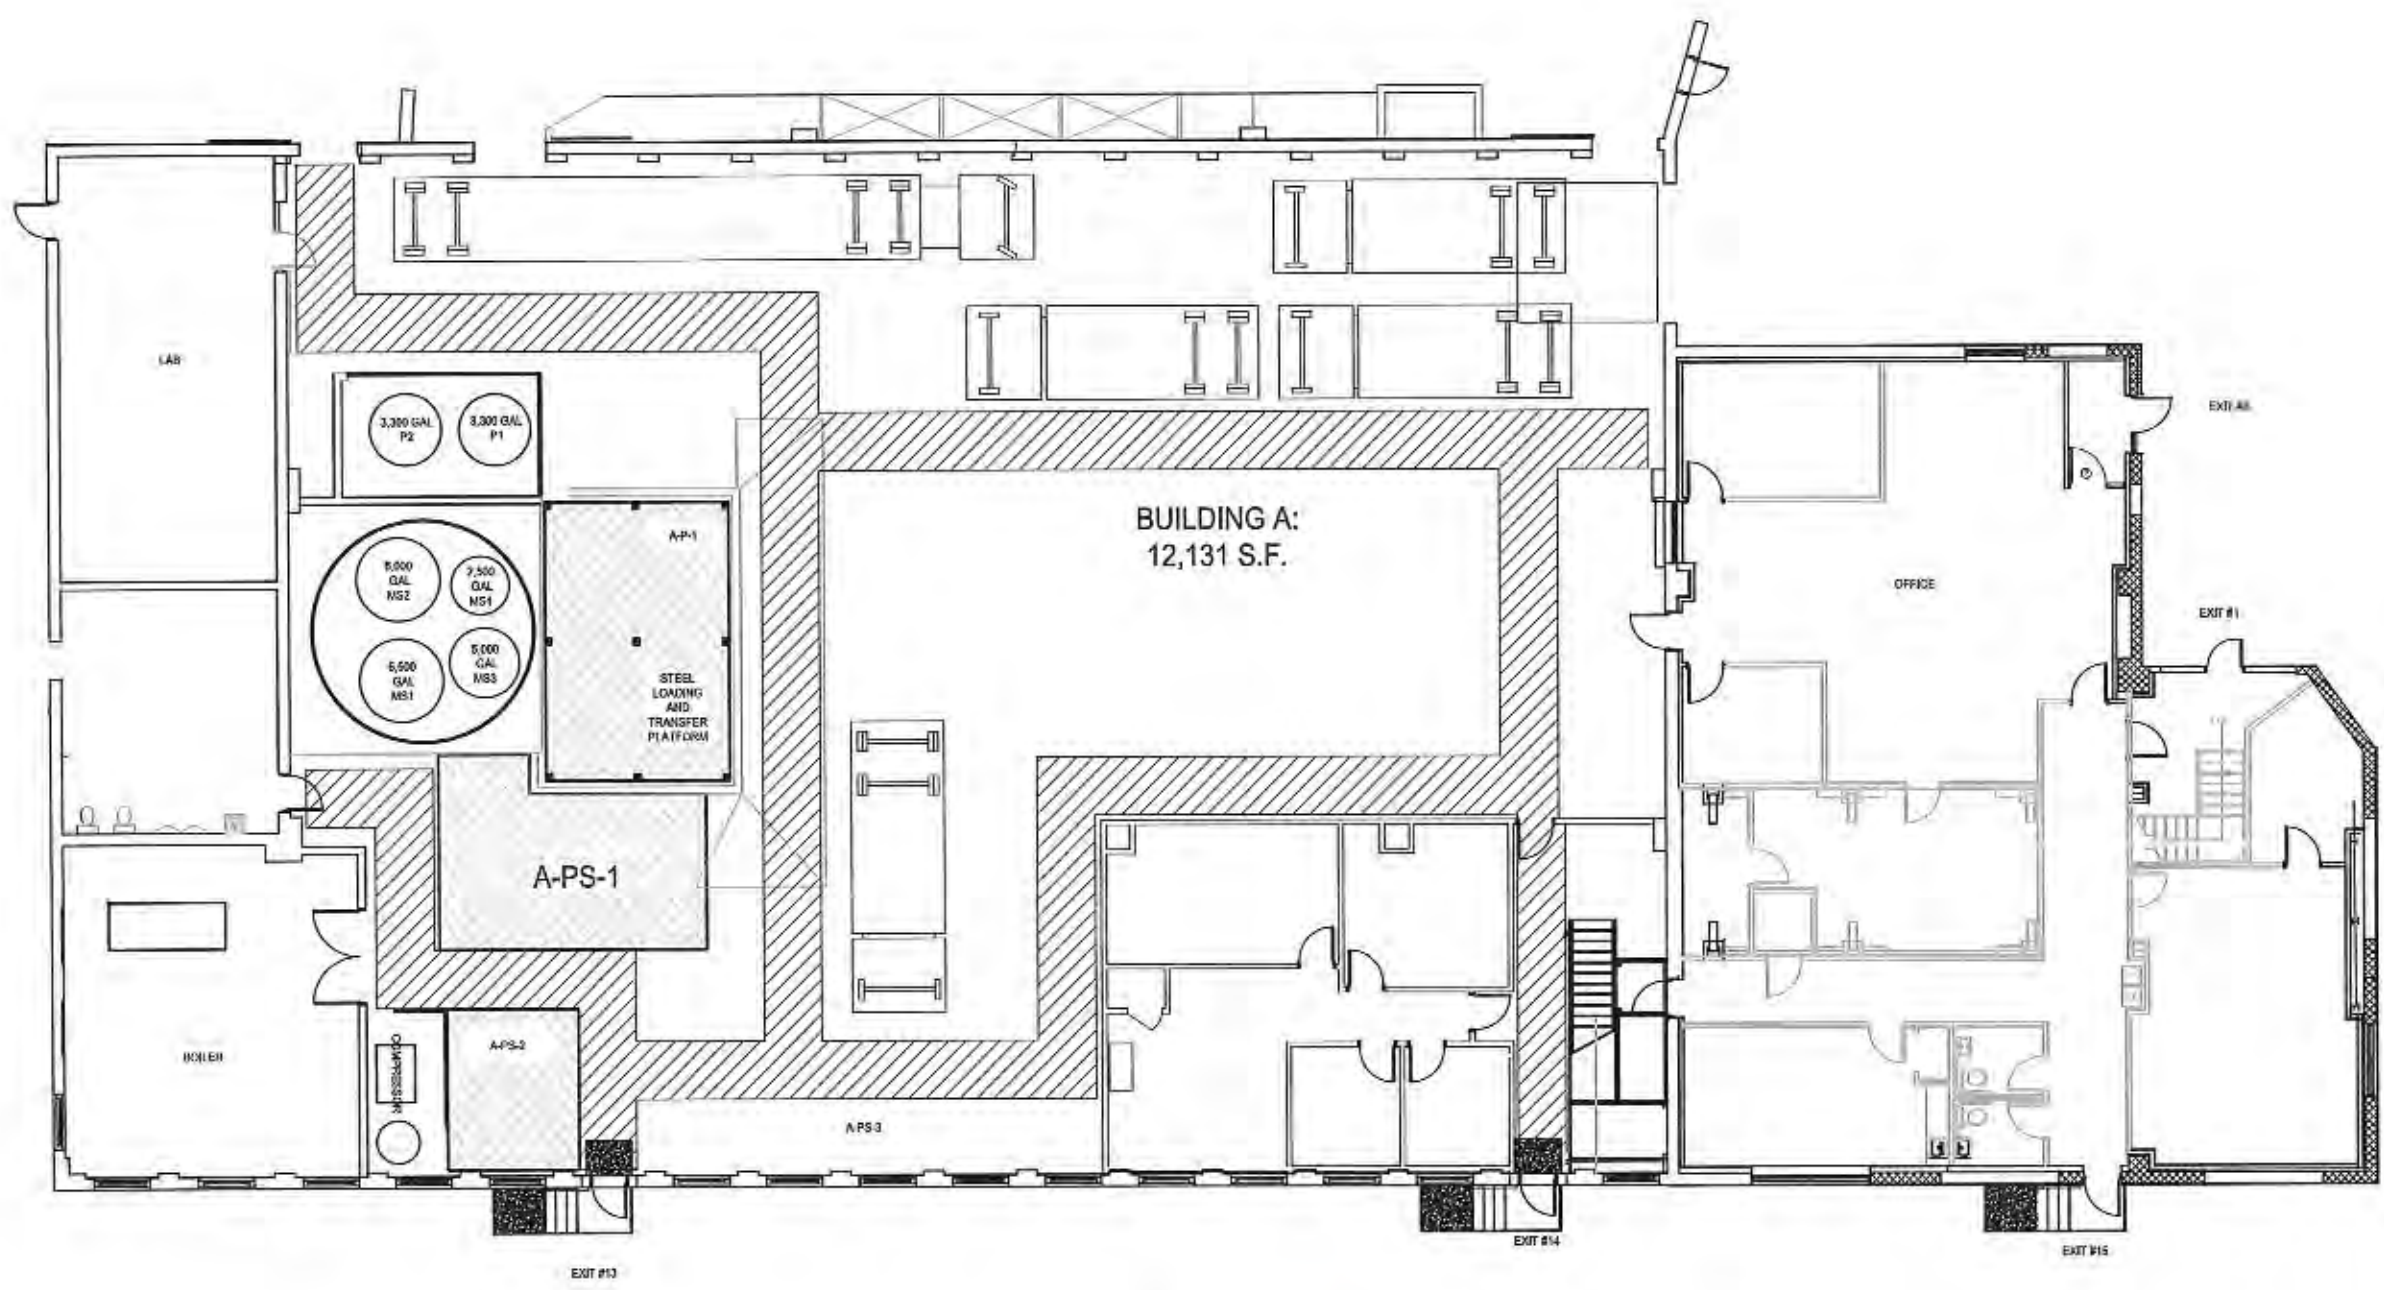 LAB
3,300 GAL
P2
3,300 GAL
P1
A-P-1
BUILDING A:
12,131 S.F.
GAL
MS2
GAL
MS1
6,500
GAL
MS1
5,000
GAL
MS3
STEEL
LOADING
AND
TRANSFER
PLATFORM
OFFICE
EXIT #1
A-PS-1
BOILER
COMPRESSOR
A-PS-2
A-PS-3
EXIT #13
EXIT #14
EXIT #15